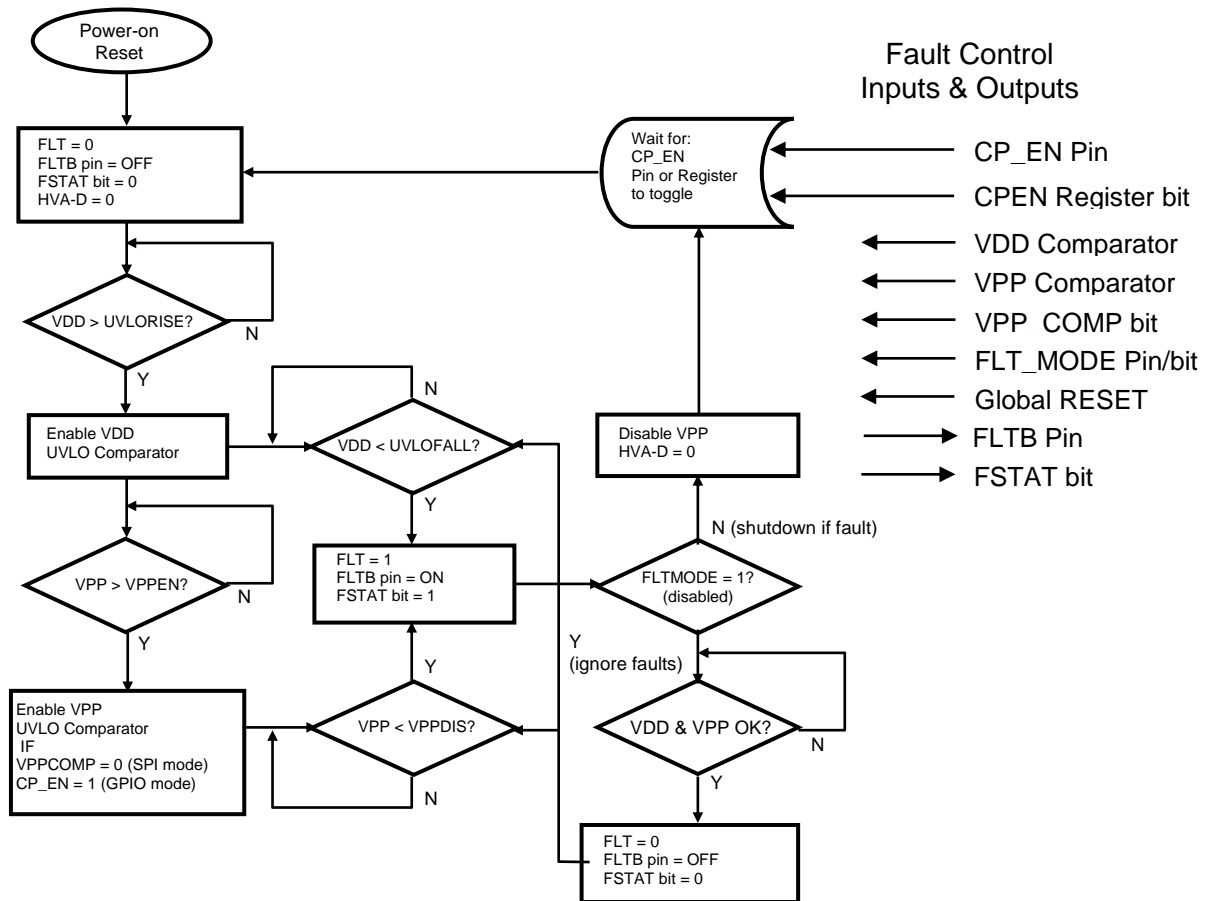 Power-on
Reset
Fault Control
Inputs & Outputs
FLT = 0
FLTB pin = OFF
FSTAT bit = 0
HVA-D = 0
Wait for:
CP_EN
Pin or Register
to toggle
CP_EN Pin
CPEN Register bit
VDD Comparator
VPP Comparator
VPP COMP bit
FLT_MODE Pin/bit
Global RESET
FLTB Pin
FSTAT bit
VDD > UVLORISE?
N
Y
Enable VDD
UVLO Comparator
N
VDD < UVLOFALL?
Y
Disable VPP
HVA-D = 0
N (shutdown if fault)
VPP > VPPEN?
N
Y
FLT = 1
FLTB pin = ON
FSTAT bit = 1
FLTMODE = 1?
(disabled)
Y
(ignore faults)
Enable VPP
UVLO Comparator
IF
VPPCOMP = 0 (SPI mode)
CP_EN = 1 (GPIO mode)
Y
VPP < VPPDIS?
N
VDD & VPP OK?
N
Y
FLT = 0
FLTB pin = OFF
FSTAT bit = 0